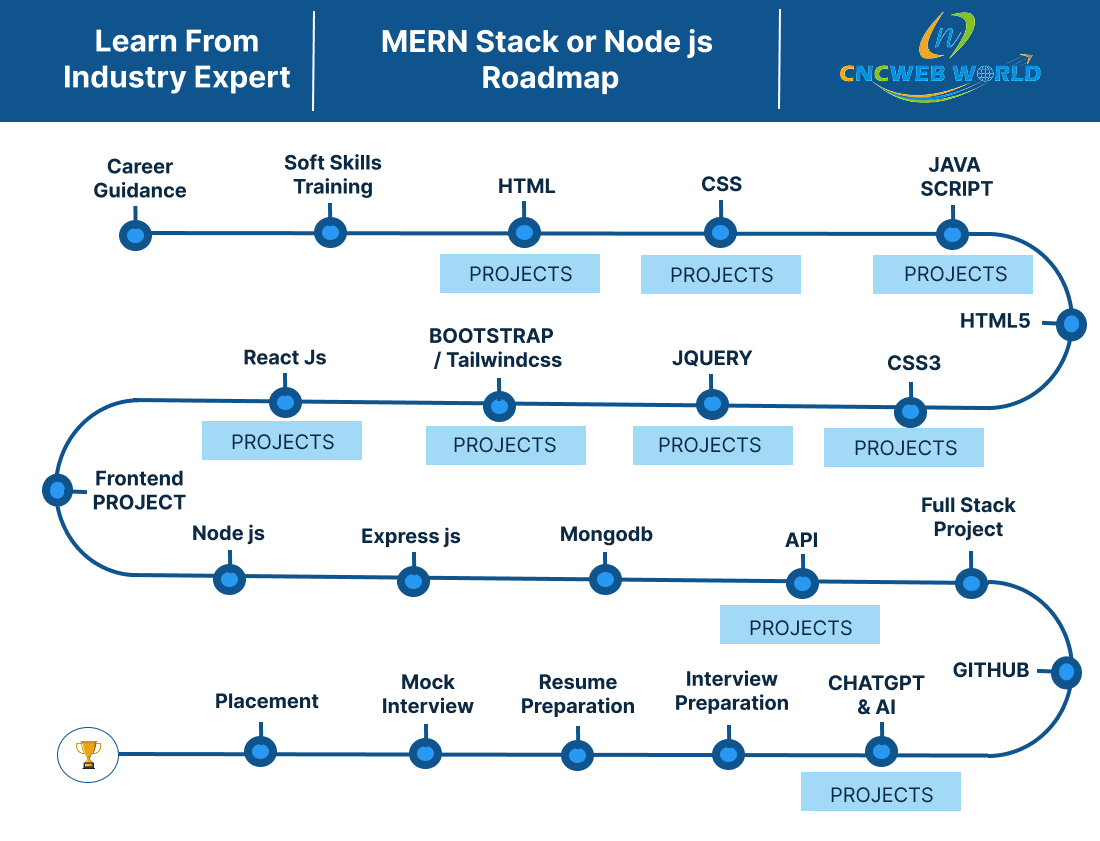 Learn From
Industry Expert
MERN Stack or Node js
Roadmap
n
CNCWEB WORLD
Career
Guidance
Soft Skills
Training
HTML
CSS
JAVA
SCRIPT
PROJECTS
PROJECTS
PROJECTS
HTML5
React Js
BOOTSTRAP
/ Tailwindcss
JQUERY
CSS3
PROJECTS
PROJECTS
PROJECTS
PROJECTS
Frontend
PROJECT
Node js
Express js
Mongodb
API
Full Stack
Project
PROJECTS
GITHUB
Placement
Mock
Interview
Resume
Preparation
Interview
Preparation
CHATGPT
& AI
PROJECTS